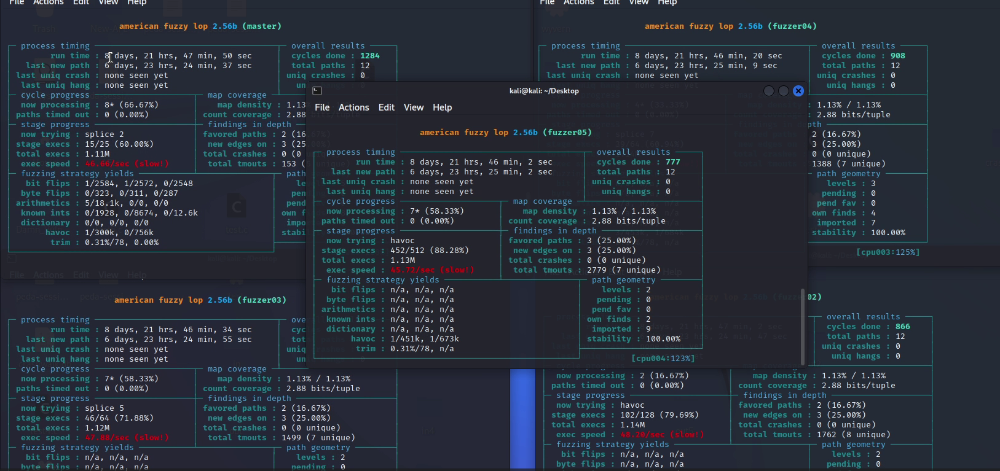 File Actions Edit View Help
american fuzzy lop 2.56b (master)
process timing
overall results
run time : 8 days, 21 hrs, 47 min, 50 sec
cycles done : 1284
last new path : 6 days, 23 hrs, 24 min, 37 sec
total paths : 12
last uniq crash : none seen yet
uniq crashes : 0
last uniq hang : none seen yet
cycle progress
map coverage
now processing : 8* (66.67%)
map density : 1.13
paths timed out : 0 (0.00%)
count coverage : 2.88
stage progress
findings in depth
now trying : splice 2
favored paths : 2 (16
stage execs : 15/25 (60.00%)
new edges on : 3 (25
total execs : 1.11M
total crashes : 0 (0
exec speed : 46.66/sec (slow!)
total tmouts : 153 (
fuzzing strategy yields
path
bit flips : 1/2584, 1/2572, 0/2548
le
byte flips : 0/323, 0/311, 0/287
pen
arithmetics : 5/18.1k, 0/0, 0/0
pend
known ints : 0/1928, 0/8674, 0/12.6k
own f
dictionary : 0/0, 0/0, 0/0
impo
havoc : 1/300k, 0/756k
stabi
trim : 0.31%/78, 0.00%
File Actions Edit View Help
american fuzzy lop 2.56b (fuzzer04)
process timing
overall results
run time : 8 days, 21 hrs, 46 min, 20 sec
cycles done : 908
last new path : 6 days, 23 hrs, 25 min, 9 sec
total paths : 12
last uniq crash : none seen yet
uniq crashes : 0
last uniq hang : none seen yet
uniq hangs : 0
1.13% / 1.13%
2.88 bits/tuple
pth
2 (16.67%)
3 (25.00%)
0 (0 unique)
1388 (7 unique)
path geometry
levels : 3
pending : 0
pend fav : 0
own finds : 4
imported : 7
stability : 100.00%
[cpu003:125%]
kali@kali: ~/Desktop
File Actions Edit View Help
american fuzzy lop 2.56b (fuzzer05)
process timing
overall results
run time : 8 days, 21 hrs, 46 min, 2 sec
cycles done : 777
last new path : 6 days, 23 hrs, 25 min, 2 sec
total paths : 12
last uniq crash : none seen yet
uniq crashes : 0
last uniq hang : none seen yet
uniq hangs : 0
cycle progress
map coverage
now processing : 7* (58.33%)
map density : 1.13% / 1.13%
paths timed out : 0 (0.00%)
count coverage : 2.88 bits/tuple
stage progress
findings in depth
now trying : havoc
favored paths : 3 (25.00%)
stage execs : 452/512 (88.28%)
new edges on : 3 (25.00%)
total execs : 1.13M
total crashes : 0 (0 unique)
exec speed : 45.72/sec (slow!)
total tmouts : 2779 (7 unique)
fuzzing strategy yields
path geometry
bit flips : n/a, n/a, n/a
levels : 2
byte flips : n/a, n/a, n/a
pending : 0
arithmetics : n/a, n/a, n/a
pend fav : 0
known ints : n/a, n/a, n/a
own finds : 2
dictionary : n/a, n/a, n/a
imported : 9
havoc : 1/451k, 1/673k
stability : 100.00%
trim : 0.31%/78, n/a
[cpu004:123%]
File Actions Edit View Help
american fuzzy lop 2.56b (fuzzer03)
process timing
ove
run time : 8 days, 21 hrs, 46 min, 34 sec
cyc
last new path : 6 days, 23 hrs, 24 min, 55 sec
tot
last uniq crash : none seen yet
uniq
last uniq hang : none seen yet
un
cycle progress
map coverage
now processing : 7* (58.33%)
map density : 1.13% / 1.13%
paths timed out : 0 (0.00%)
count coverage : 2.88 bits/tuple
stage progress
findings in depth
now trying : splice 5
favored paths : 2 (16.67%)
stage execs : 46/64 (71.88%)
new edges on : 3 (25.00%)
total execs : 1.12M
total crashes : 0 (0 unique)
exec speed : 47.88/sec (slow!)
total tmouts : 1499 (7 unique)
fuzzing strategy yields
path geometry
bit flips : n/a, n/a, n/a
levels : 2
byte flips : n/a, n/a, n/a
pending : 0
02)
overall results
cycles done : 866
total paths : 12
uniq crashes : 0
uniq hangs : 0
map coverage
now processing : 2 (16.67%)
map density : 1.13% / 1.13%
paths timed out : 0 (0.00%)
count coverage : 2.88 bits/tuple
stage progress
findings in depth
now trying : havoc
favored paths : 2 (16.67%)
stage execs : 102/128 (79.69%)
new edges on : 3 (25.00%)
total execs : 1.14M
total crashes : 0 (0 unique)
exec speed : 48.20/sec (slow!)
total tmouts : 1762 (8 unique)
fuzzing strategy yields
path geometry
bit flips : n/a, n/a, n/a
levels : 2
byte flips : n/a, n/a, n/a
pending : 0